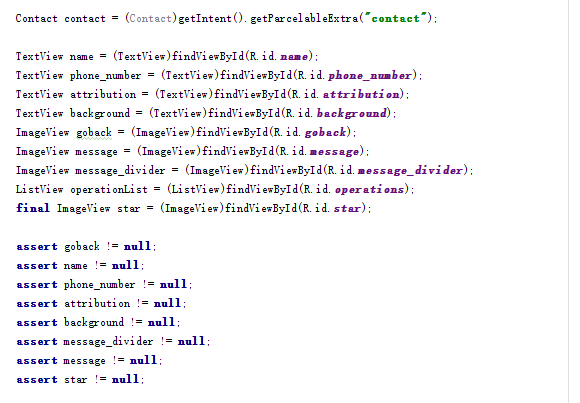 Contact contact = (Contact)getIntent().getParcelableExtra("contact");
TextView name = (TextView)findViewById(R.id.name);
TextView phone_number = (TextView)findViewById(R.id.phone_number);
TextView attribution = (TextView)findViewById(R.id.attribution);
TextView background = (TextView)findViewById(R.id.background);
ImageView goback = (ImageView)findViewById(R.id.goback);
ImageView message = (ImageView)findViewById(R.id.message);
ImageView message_divider = (ImageView)findViewById(R.id.message_divider);
ListView operationList = (ListView)findViewById(R.id.operations);
final ImageView star = (ImageView)findViewById(R.id.star);
assert goback != null;
assert name != null;
assert phone_number != null;
assert attribution != null;
assert background != null;
assert message_divider != null;
assert message != null;
assert star != null;